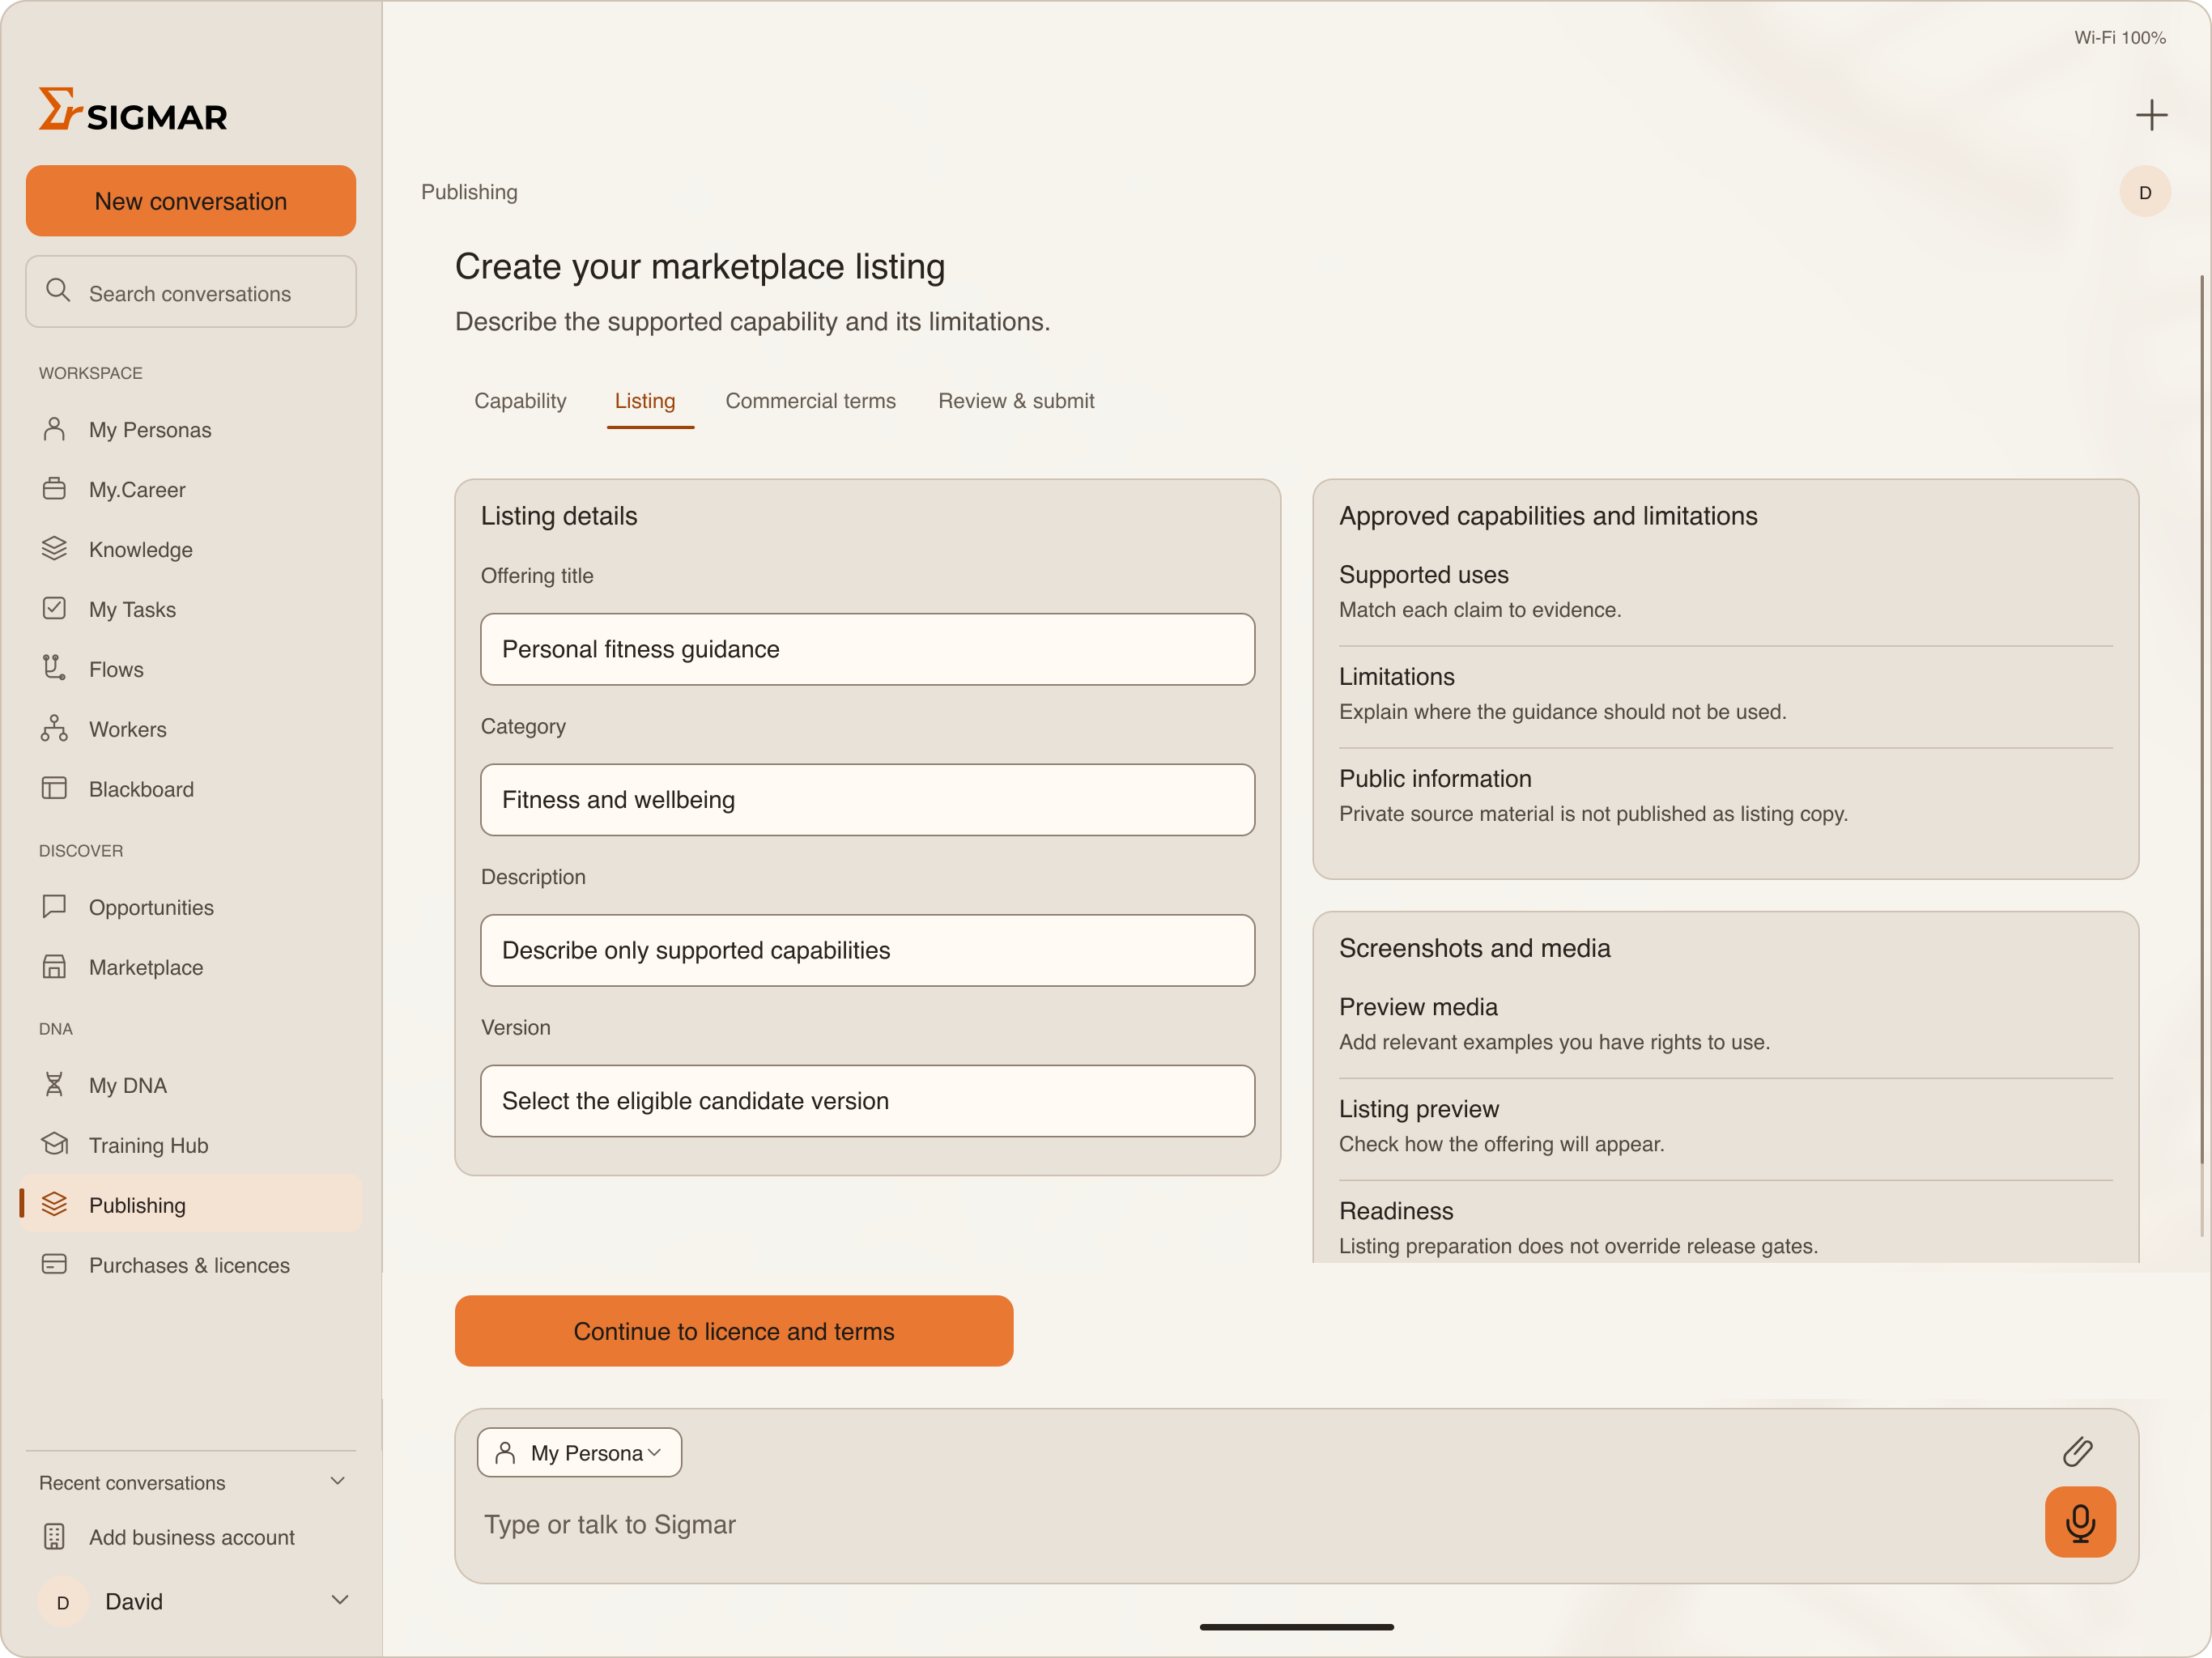 Wi-Fi 100%
SIGMAR
New conversation
Search conversations
WORKSPACE
My Personas
My.Career
Knowledge
My Tasks
Flows
Workers
Blackboard
DISCOVER
Opportunities
Marketplace
DNA
My DNA
Training Hub
Publishing
Purchases & licences
Recent conversations
Add business account
D
David
Publishing
D
Create your marketplace listing
Describe the supported capability and its limitations.
Capability
Listing
Commercial terms
Review & submit
Listing details
Offering title
Personal fitness guidance
Category
Fitness and wellbeing
Description
Describe only supported capabilities
Version
Select the eligible candidate version
Approved capabilities and limitations
Supported uses
Match each claim to evidence.
Limitations
Explain where the guidance should not be used.
Public information
Private source material is not published as listing copy.
Screenshots and media
Preview media
Add relevant examples you have rights to use.
Listing preview
Check how the offering will appear.
Readiness
Listing preparation does not override release gates.
Continue to licence and terms
My Persona
Type or talk to Sigmar